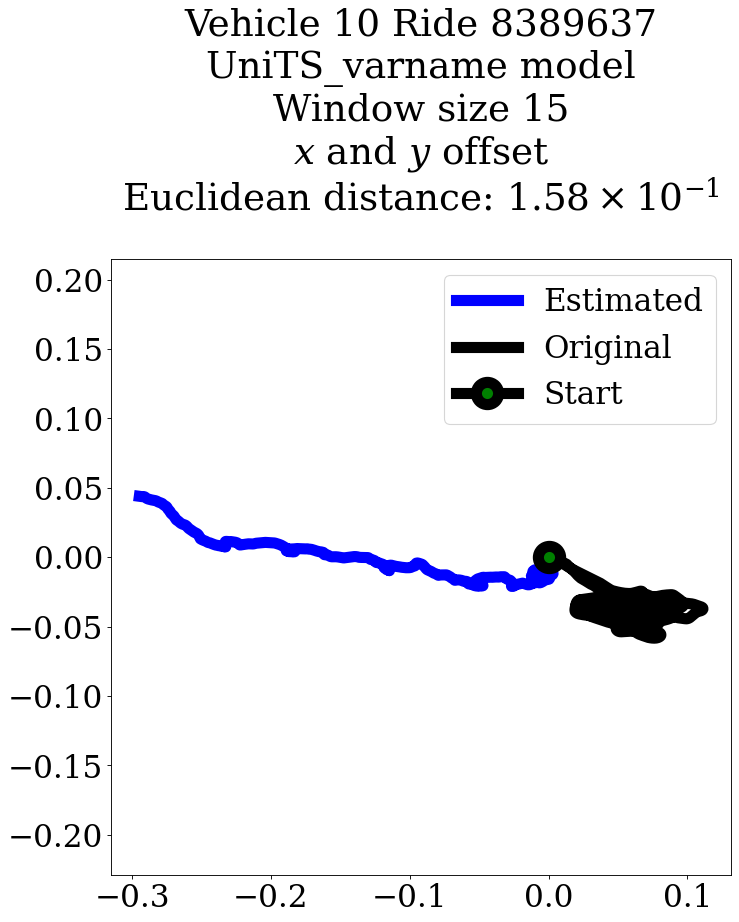 Vehicle 10 Ride 8389637
UniTS_varname model
Window size 15
x and y offset
Euclidean distance: 1.58 × 10⁻¹
Estimated
Original
Start
0.20
0.15
0.10
0.05
0.00
−0.05
−0.10
−0.15
−0.20
−0.3 −0.2 −0.1 0.0 0.1